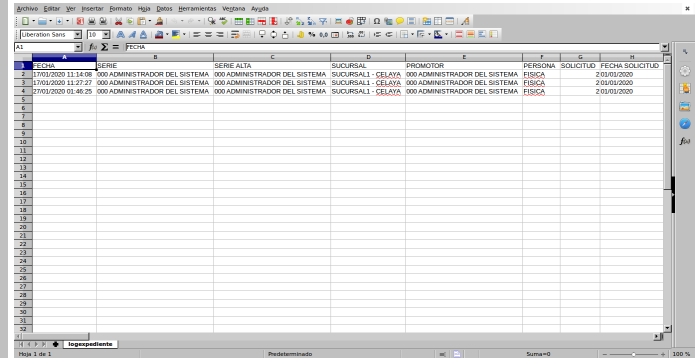 Archivo Editar Ver Insertar Formato Hoja Datos Herramientas Ventana Ayuda
Liberation Sans 10
A1 FECHA
A B C D E F G H
1 FECHA SERIE SERIE ALTA SUCURSAL PROMOTOR PERSONA SOLICITUD FECHA SOLICITUD
2 17/01/2020 11:14:08 000 ADMINISTRADOR DEL SISTEMA 000 ADMINISTRADOR DEL SISTEMA SUCURSAL1 - CELAYA 000 ADMINISTRADOR DEL SISTEMA FISICA 2 01/01/2020
3 17/01/2020 11:27:27 000 ADMINISTRADOR DEL SISTEMA 000 ADMINISTRADOR DEL SISTEMA SUCURSAL1 - CELAYA 000 ADMINISTRADOR DEL SISTEMA FISICA 2 01/01/2020
4 27/01/2020 01:46:25 000 ADMINISTRADOR DEL SISTEMA 000 ADMINISTRADOR DEL SISTEMA SUCURSAL1 - CELAYA 000 ADMINISTRADOR DEL SISTEMA FISICA 2 01/01/2020
5
6
7
8
9
10
11
12
13
14
15
16
17
18
19
20
21
22
23
24
25
26
27
28
29
30
31
32
logexpediente
Hoja 1 de 1 Predeterminado Suma=0 100 %